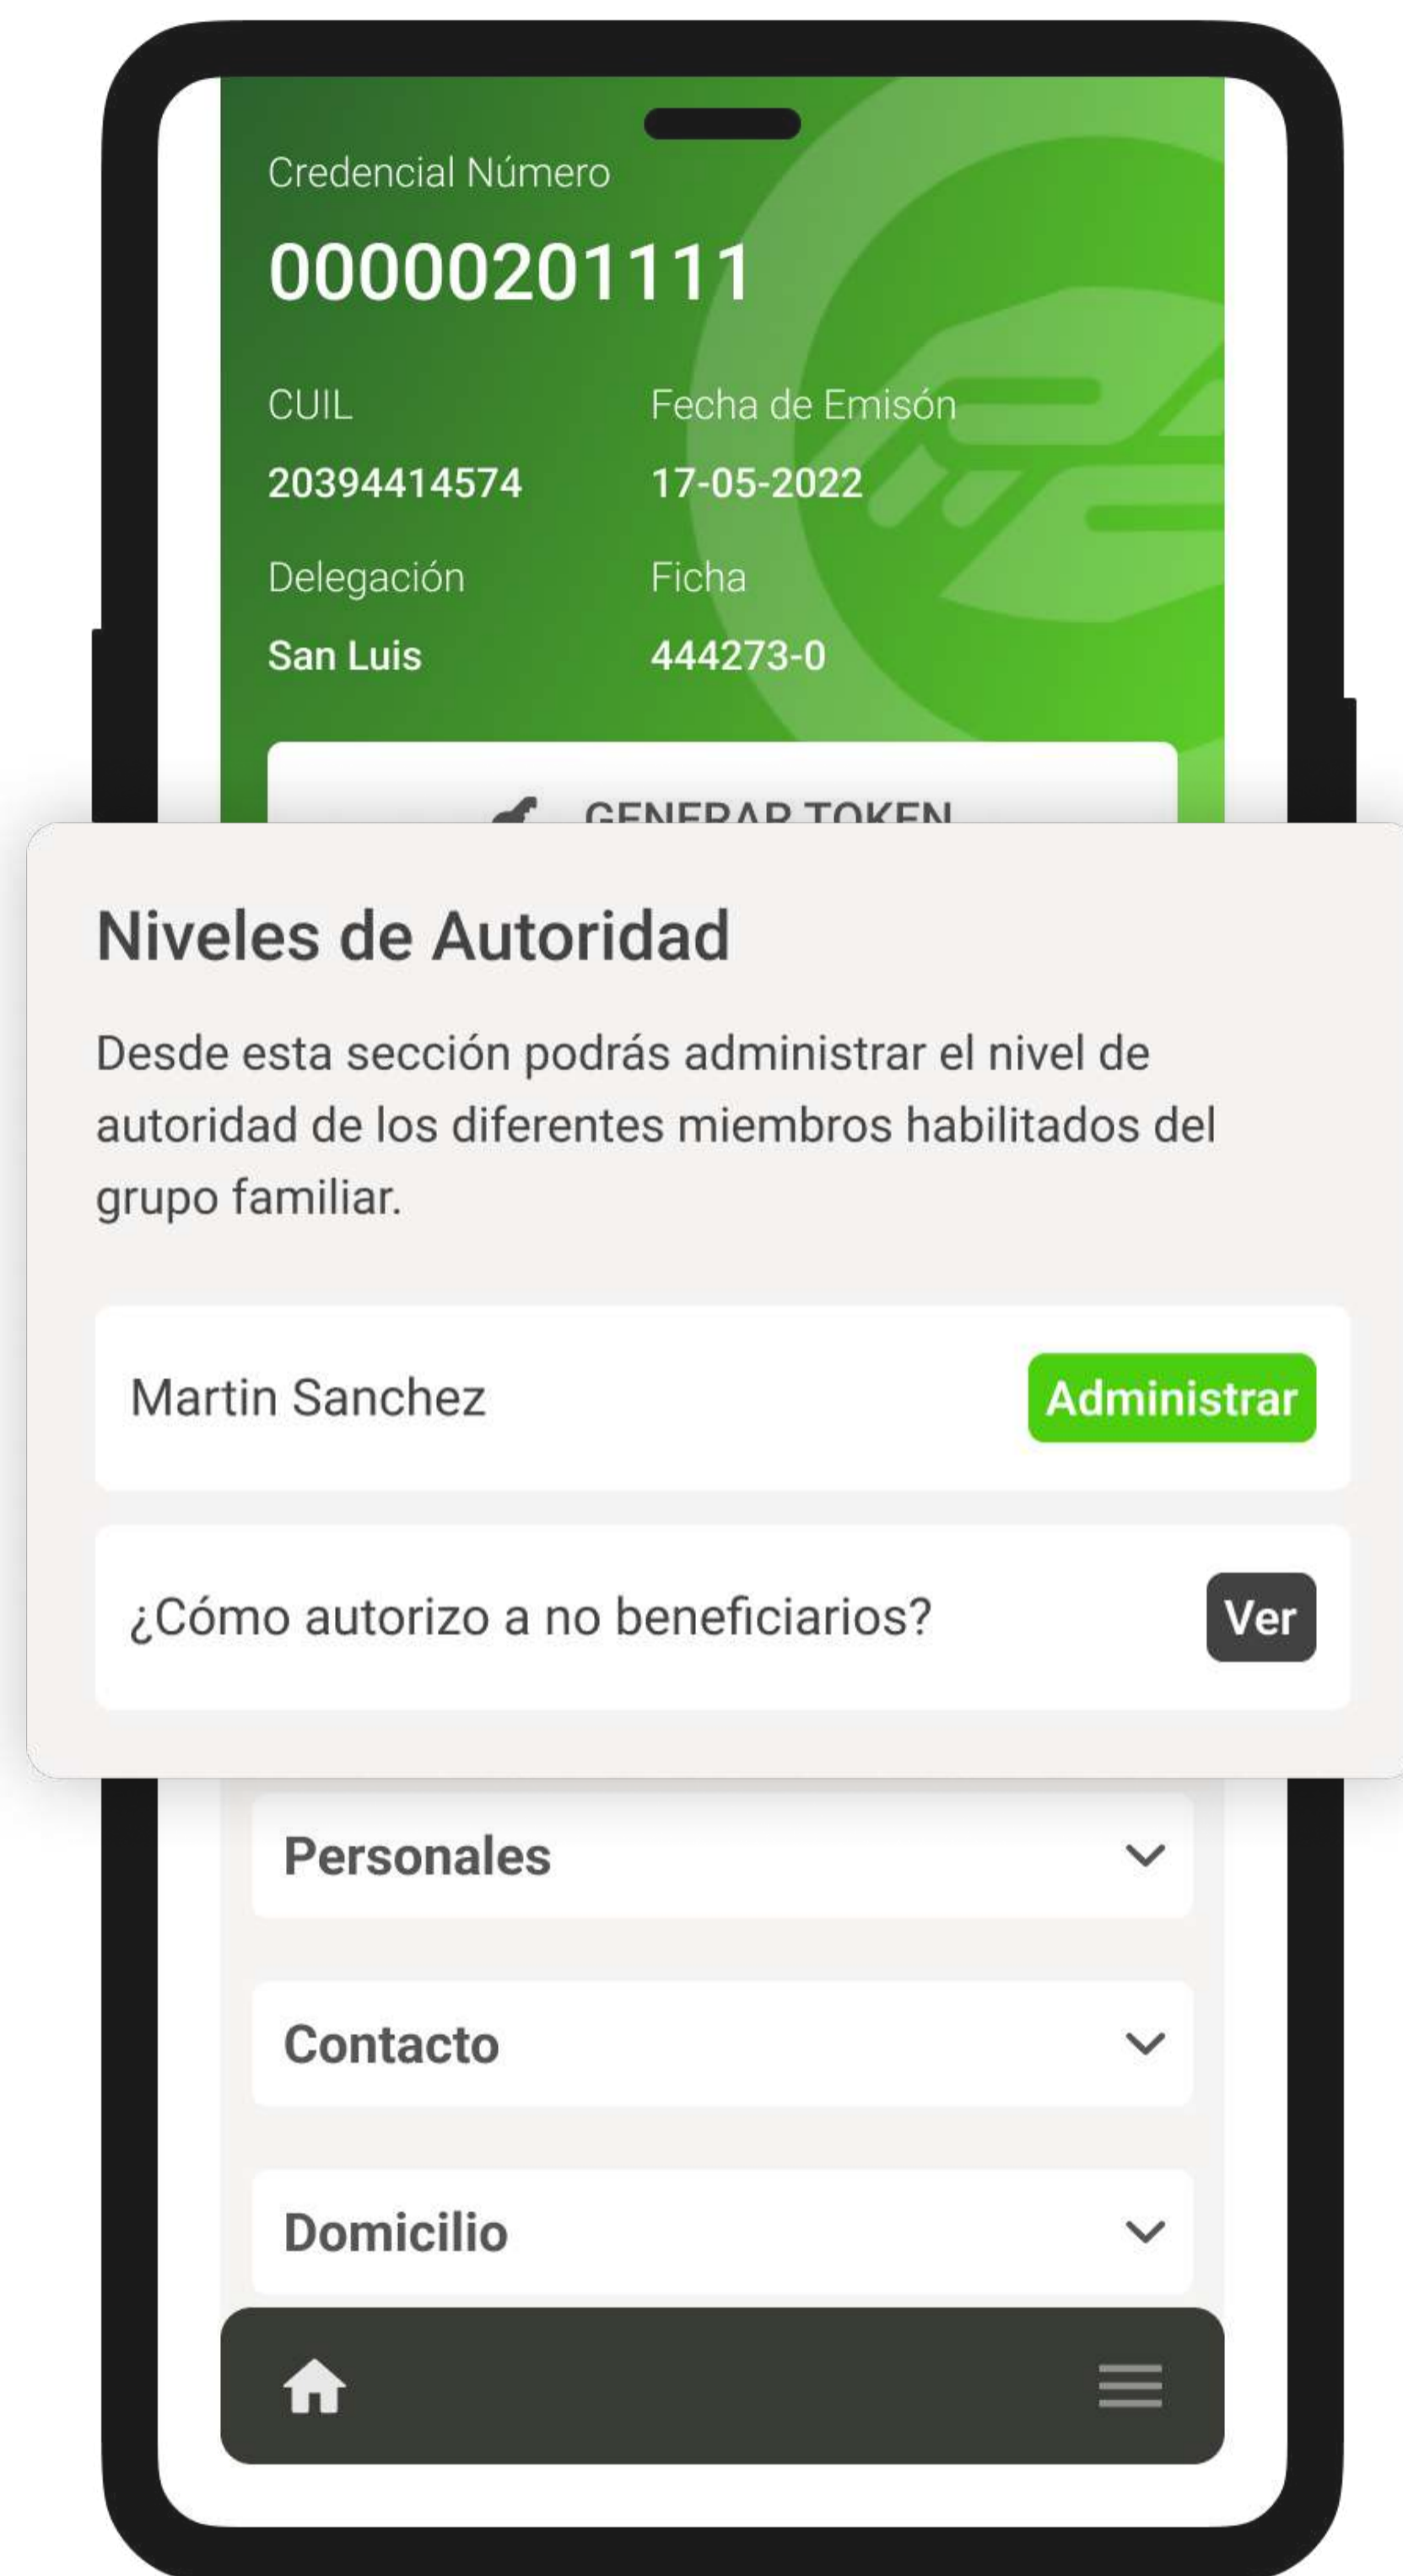 Credencial Número
00000201111
CUIL Fecha de Emisón
20394414574 17-05-2022
Delegación Ficha
San Luis 444273-0
GENERAR TOKEN
Niveles de Autoridad
Desde esta sección podrás administrar el nivel de
autoridad de los diferentes miembros habilitados del
grupo familiar.
Martin Sanchez Administrar
¿Cómo autorizo a no beneficiarios? Ver
Personales
Contacto
Domicilio